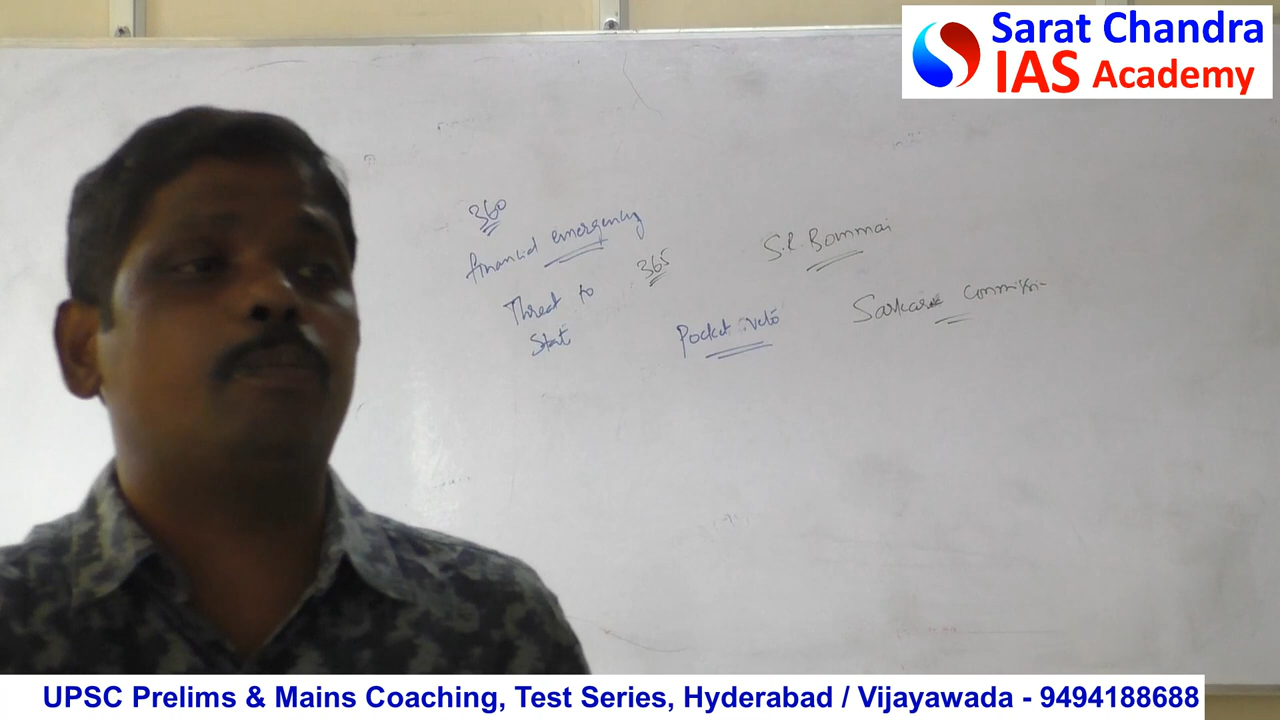 Sarat Chandra
IAS Academy
360
financial emergency
365
Threat to
State
S.R. Bommai
Pocket veto
Sarkaria commission
UPSC Prelims & Mains Coaching, Test Series, Hyderabad / Vijayawada - 9494188688